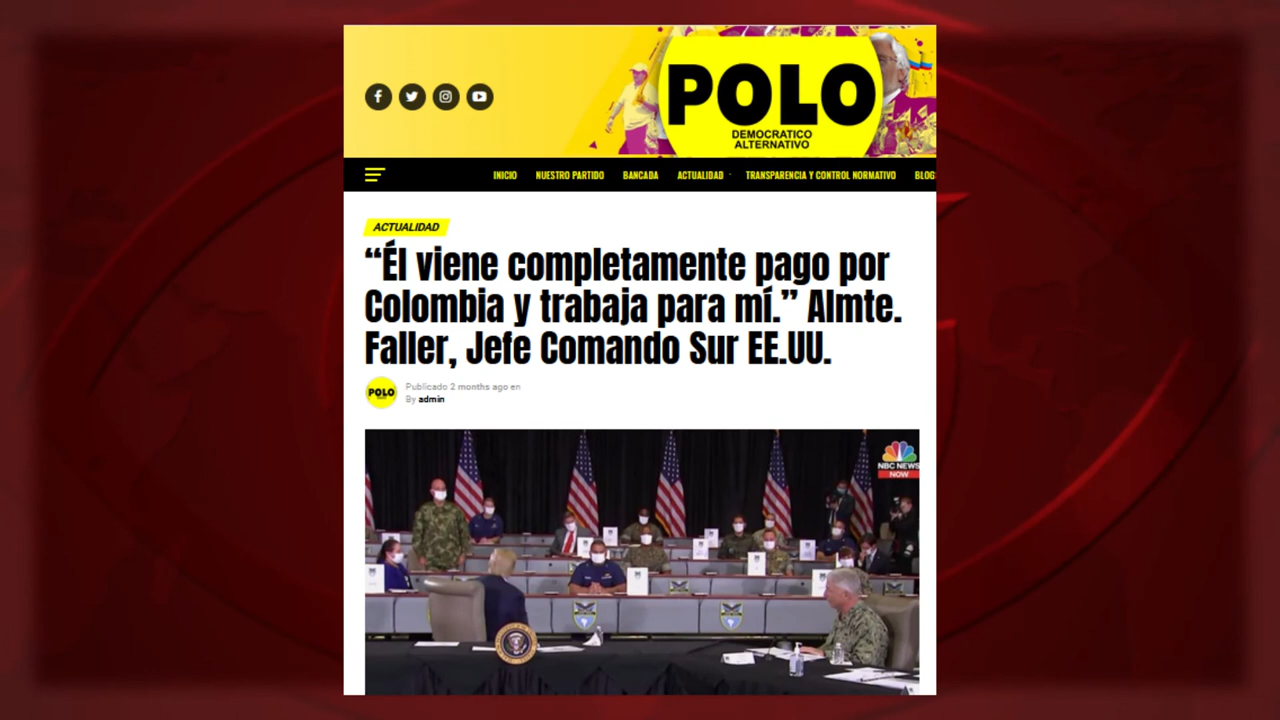 POLO
DEMOCRATICO
ALTERNATIVO
INICIO NUESTRO PARTIDO BANCADA ACTUALIDAD TRANSPARENCIA Y CONTROL NORMATIVO BLOG
ACTUALIDAD
“Él viene completamente pago por
Colombia y trabaja para mí.” Almte.
Faller, Jefe Comando Sur EE.UU.
POLO
Publicado 2 months ago en
By admin
NBC NEWS
NOW